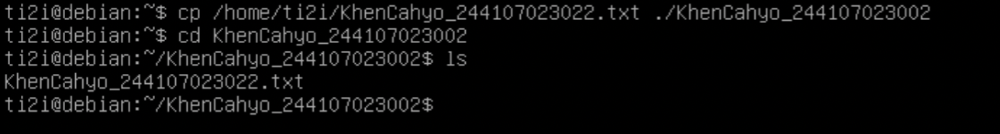 ti2i@debian:~$ cp /home/ti2i/KhenCahyo_244107023022.txt ./KhenCahyo_244107023002
ti2i@debian:~$ cd KhenCahyo_244107023002
ti2i@debian:~/KhenCahyo_244107023002$ ls
KhenCahyo_244107023022.txt
ti2i@debian:~/KhenCahyo_244107023002$